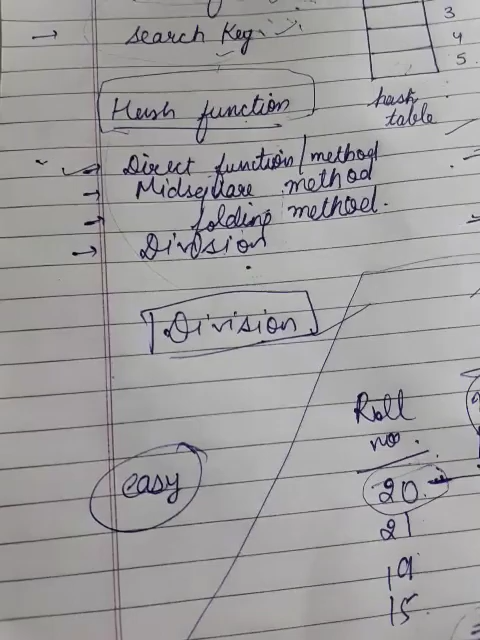 → Search Key.
3
4
5.
Hash function
hash
table
→ Direct function/method
→ Midsquare method
→ folding method.
→ Division
Division
easy
Roll
no.
20
21
19
15